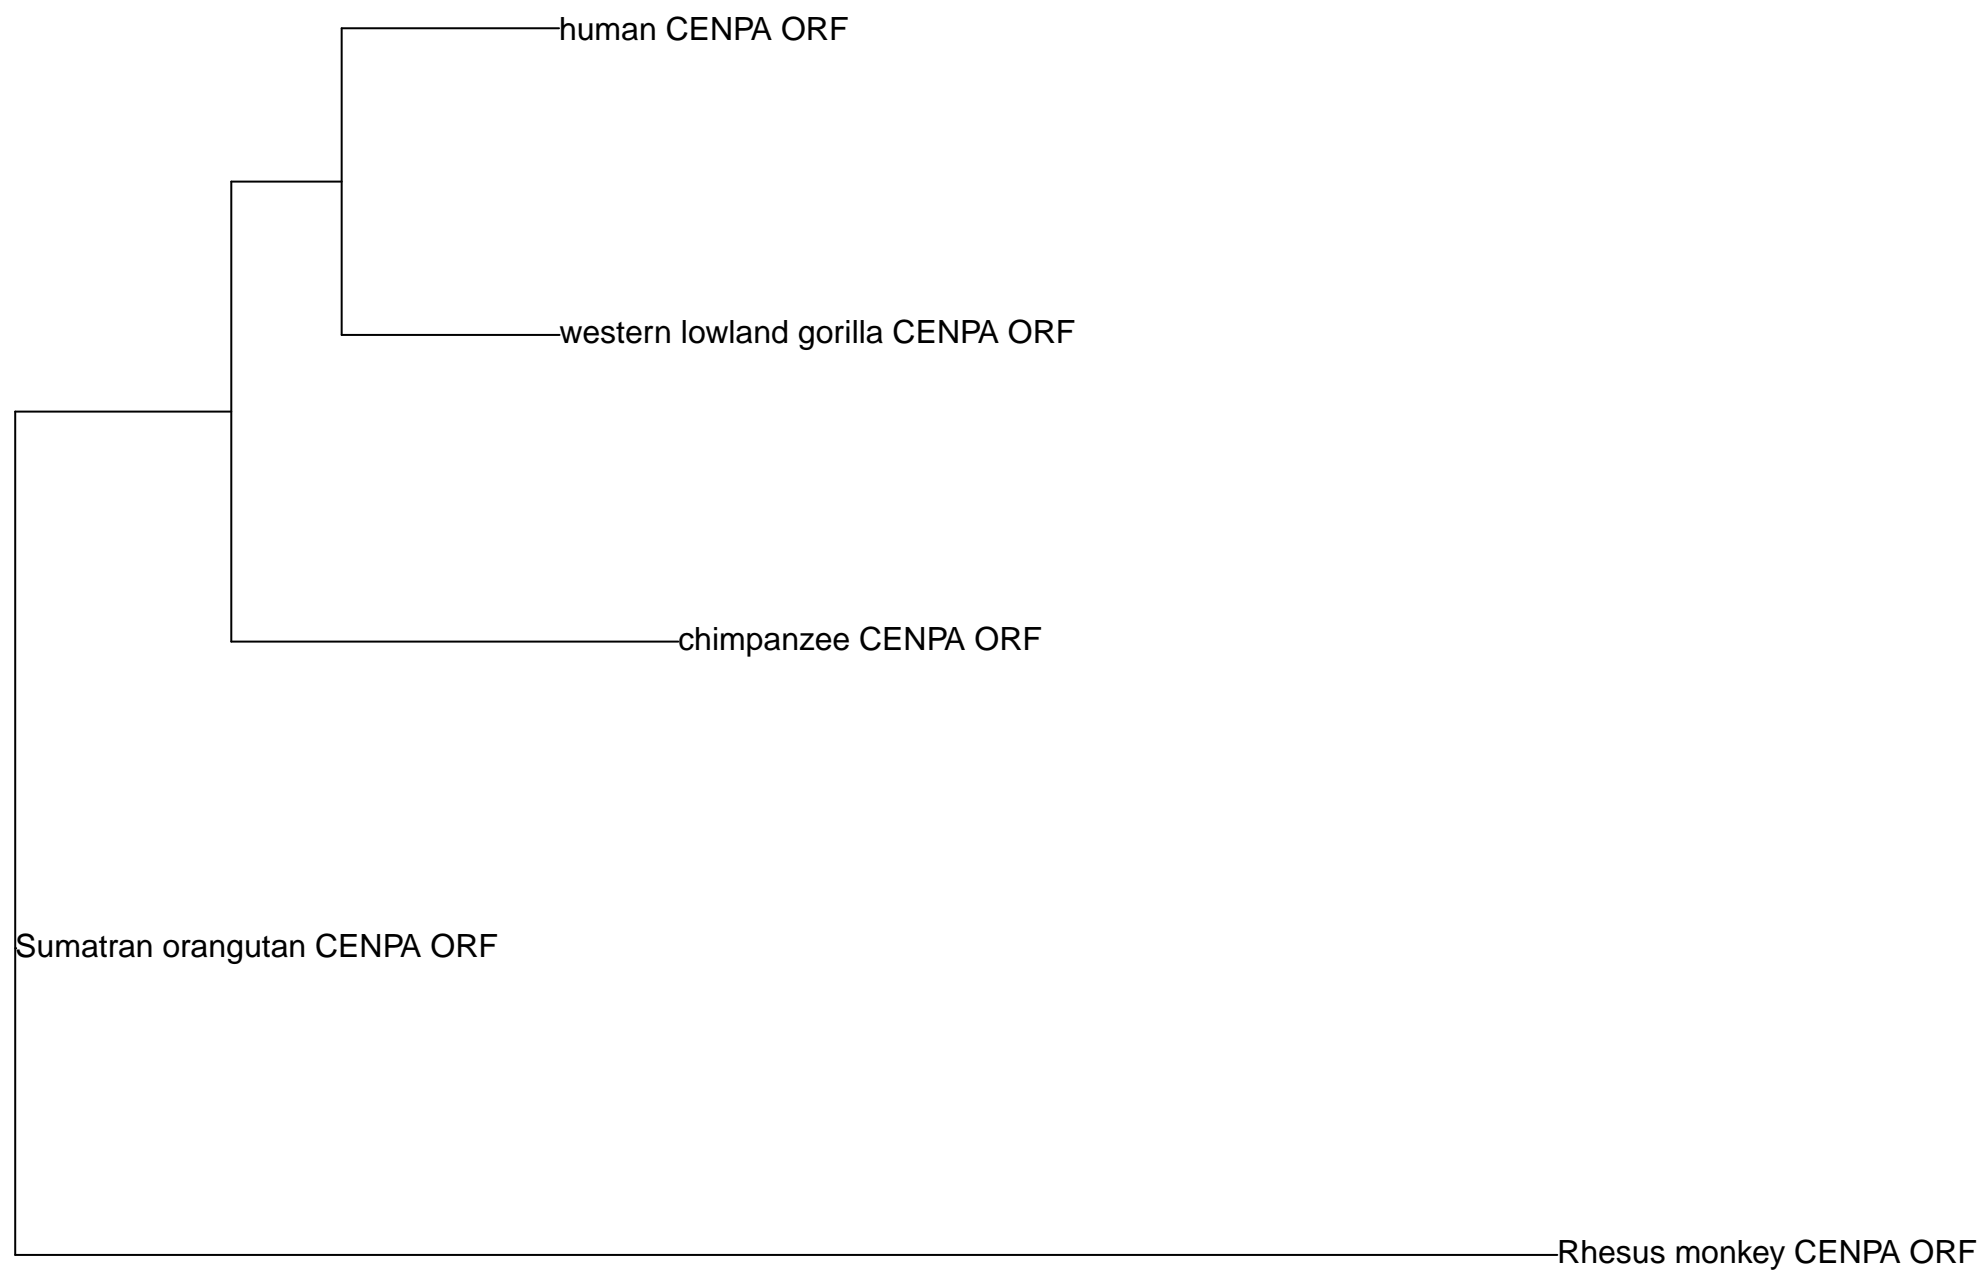 human CENPA ORF
western lowland gorilla CENPA ORF
chimpanzee CENPA ORF
Sumatran orangutan CENPA ORF
Rhesus monkey CENPA ORF